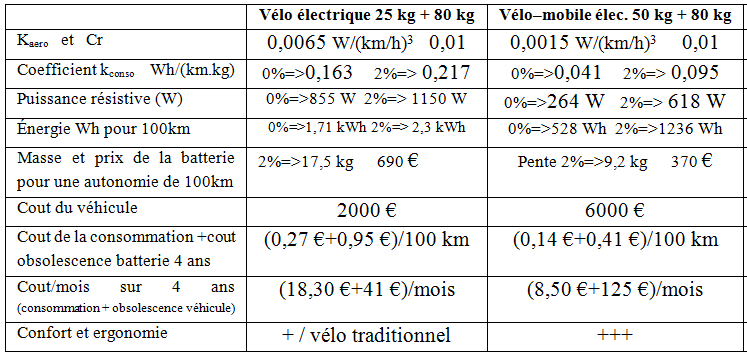 Vélo électrique 25 kg + 80 kg Vélo–mobile élec. 50 kg + 80 kg
Kaero et Cr 0,0065 W/(km/h)³ 0,01 0,0015 W/(km/h)³ 0,01
Coefficient kconso Wh/(km.kg) 0%=>0,163 2%=> 0,217 0%=>0,041 2%=> 0,095
Puissance résistive (W) 0%=>855 W 2%=> 1150 W 0%=>264 W 2%=> 618 W
Énergie Wh pour 100km 0%=>1,71 kWh 2%=> 2,3 kWh 0%=>528 Wh 2%=>1236 Wh
Masse et prix de la batterie
pour une autonomie de 100km 2%=>17,5 kg 690 € Pente 2%=>9,2 kg 370 €
Cout du véhicule 2000 € 6000 €
Cout de la consommation +cout
obsolescence batterie 4 ans (0,27 €+0,95 €)/100 km (0,14 €+0,41 €)/100 km
Cout/mois sur 4 ans
(consommation + obsolescence véhicule) (18,30 €+41 €)/mois (8,50 €+125 €)/mois
Confort et ergonomie + / vélo traditionnel +++